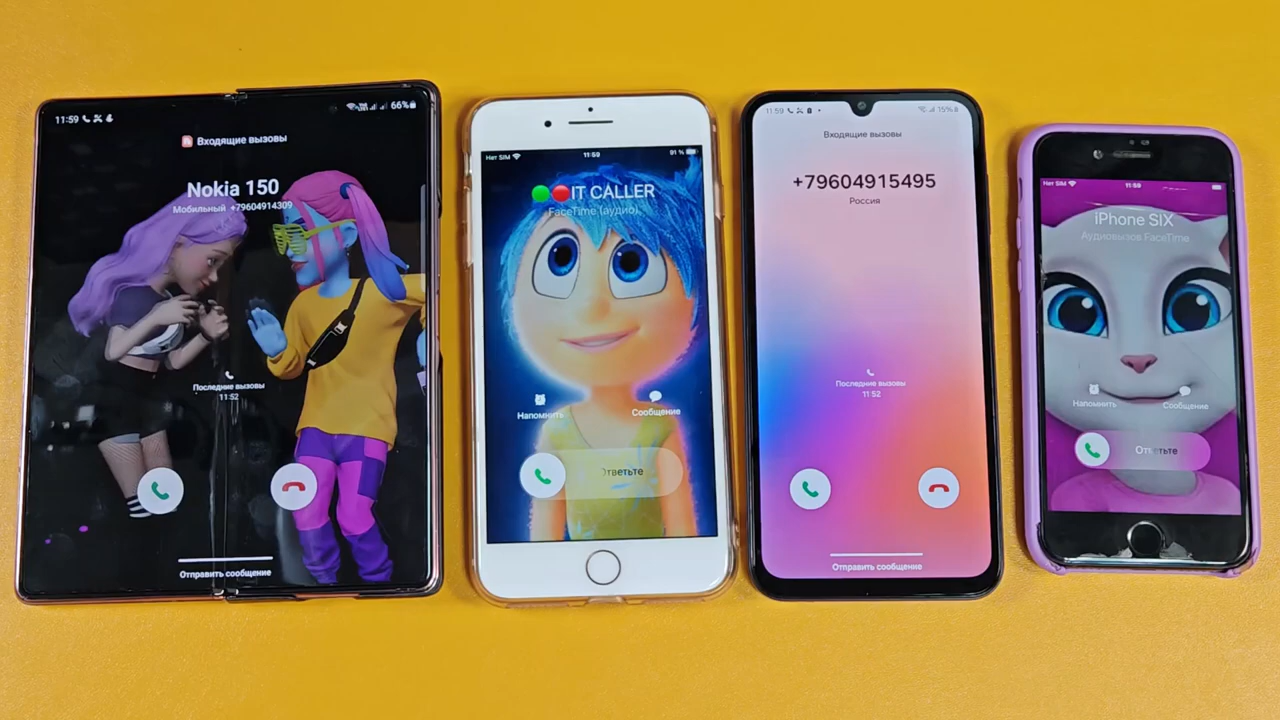 11:59
66%
Входящие вызовы
Nokia 150
Мобильный +79604914309
Последние вызовы
11:52
Отправить сообщение
Нет SIM
11:59
91 %
IT CALLER
FaceTime (аудио)
Напомнить
Сообщение
Ответьте
11:59
15%
Входящие вызовы
+79604915495
Россия
Последние вызовы
11:52
Отправить сообщение
Нет SIM
11:59
iPhone SIX
Аудиовызов FaceTime
Напомнить
Сообщение
Ответьте